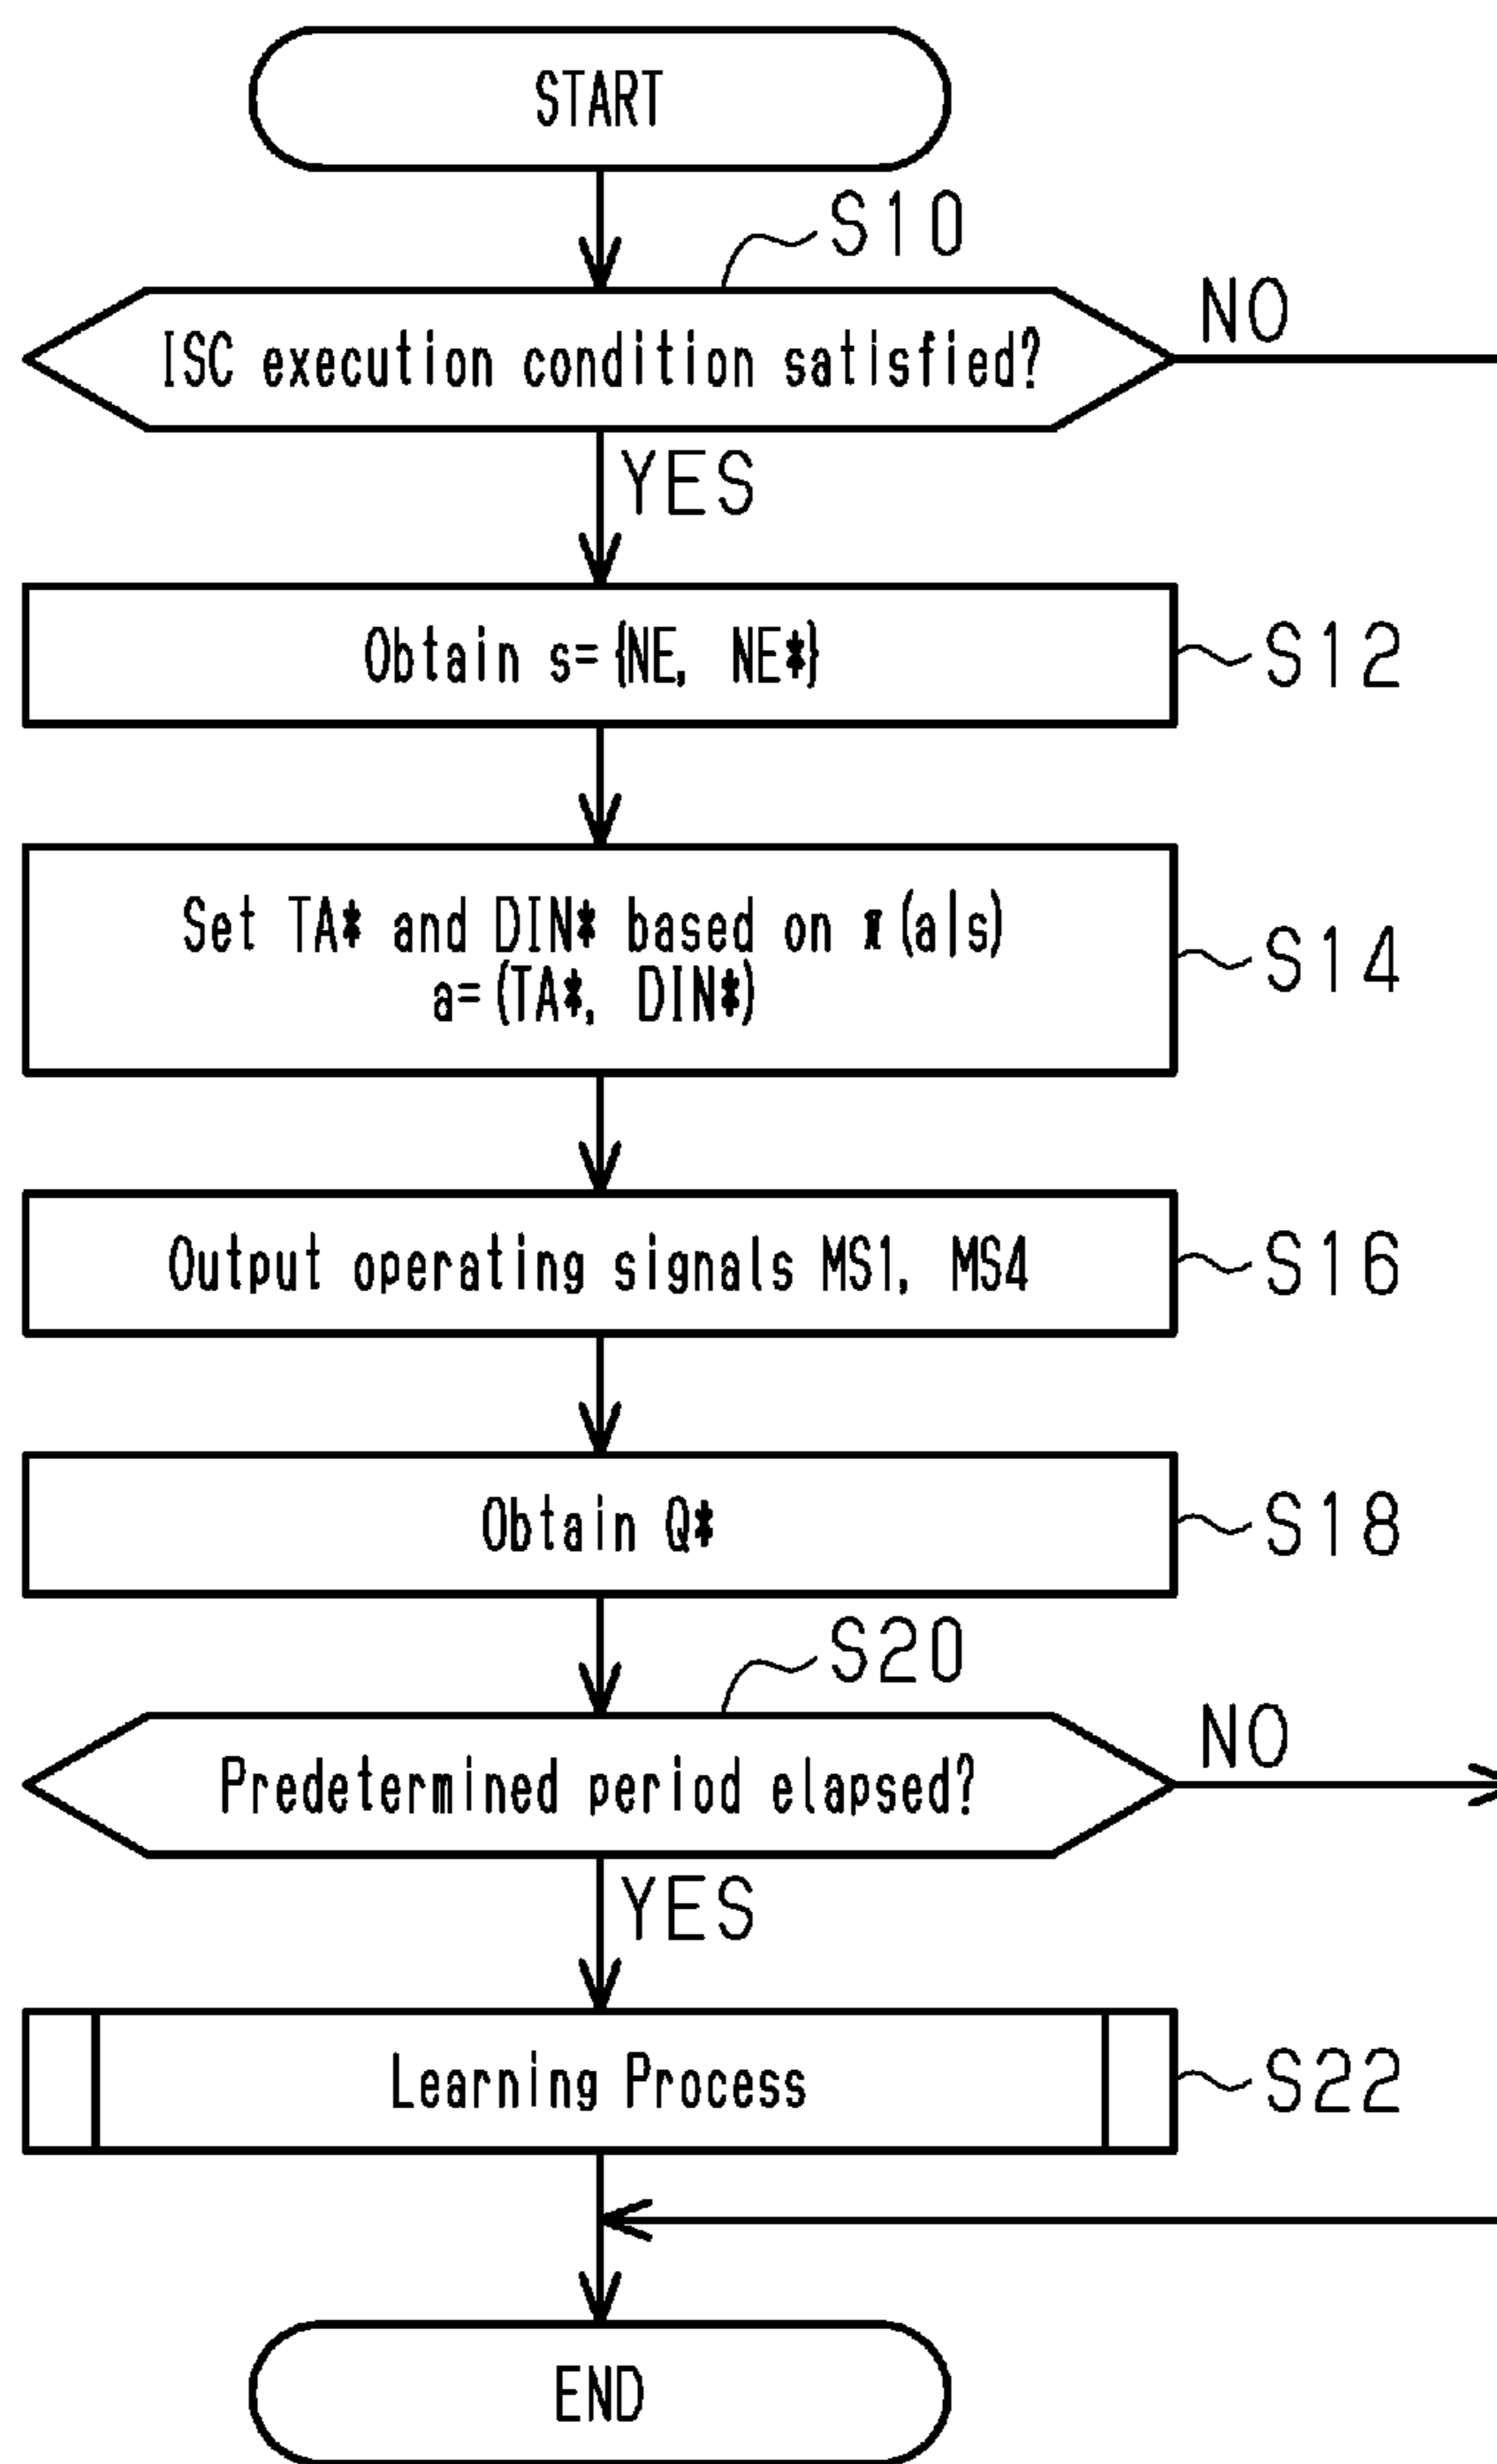 START
S10
ISC execution condition satisfied?
NO
YES
Obtain s={NE, NE*}
S12
Set TA* and DIN* based on π(a|s)
a=(TA*, DIN*)
S14
Output operating signals MS1, MS4
S16
Obtain Q*
S18
S20
Predetermined period elapsed?
NO
YES
Learning Process
S22
END